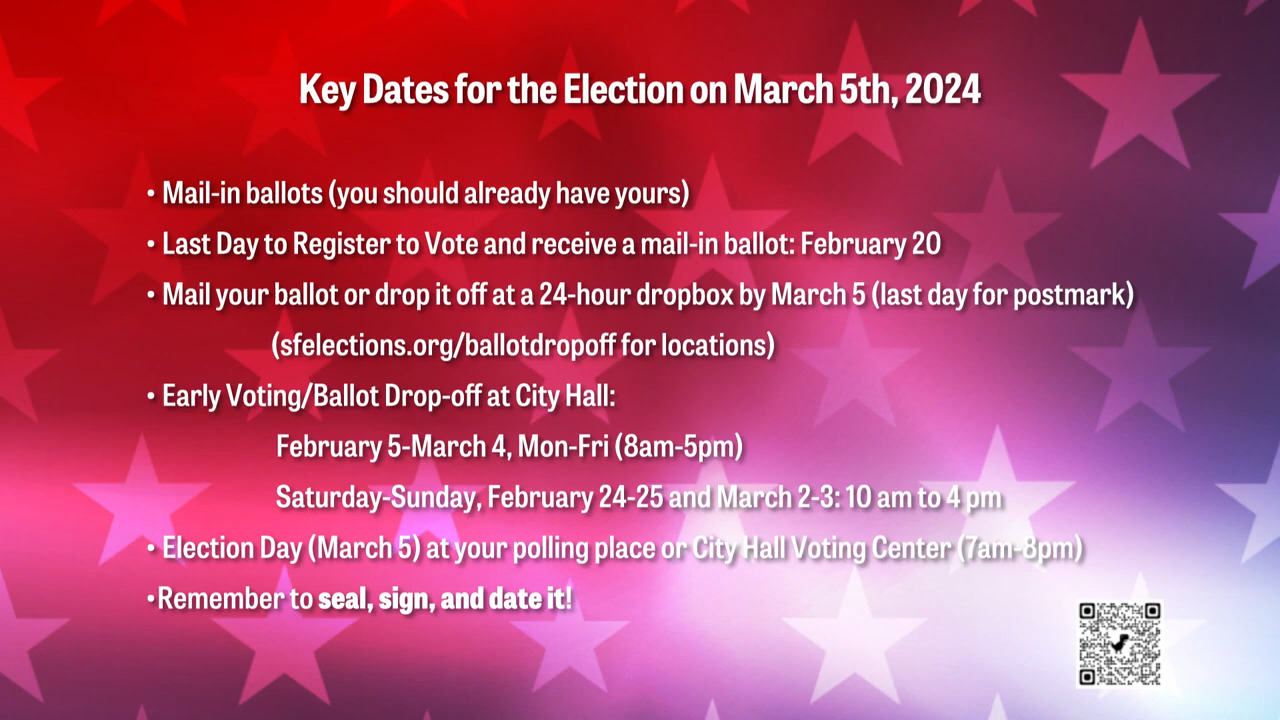 Key Dates for the Election on March 5th, 2024
• Mail-in ballots (you should already have yours)
• Last Day to Register to Vote and receive a mail-in ballot: February 20
• Mail your ballot or drop it off at a 24-hour dropbox by March 5 (last day for postmark)
(sfelections.org/ballotdropoff for locations)
• Early Voting/Ballot Drop-off at City Hall:
February 5-March 4, Mon-Fri (8am-5pm)
Saturday-Sunday, February 24-25 and March 2-3: 10 am to 4 pm
• Election Day (March 5) at your polling place or City Hall Voting Center (7am-8pm)
•Remember to seal, sign, and date it!